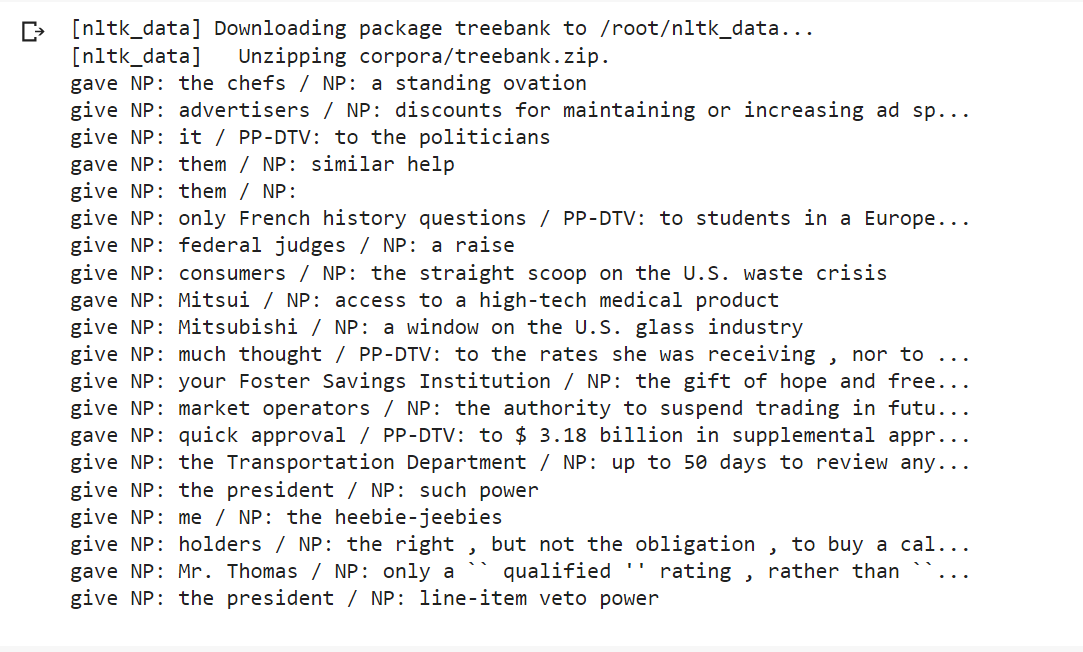 [nltk_data] Downloading package treebank to /root/nltk_data...
[nltk_data]   Unzipping corpora/treebank.zip.
gave NP: the chefs / NP: a standing ovation
give NP: advertisers / NP: discounts for maintaining or increasing ad sp...
give NP: it / PP-DTV: to the politicians
gave NP: them / NP: similar help
give NP: them / NP:
give NP: only French history questions / PP-DTV: to students in a Europe...
give NP: federal judges / NP: a raise
give NP: consumers / NP: the straight scoop on the U.S. waste crisis
gave NP: Mitsui / NP: access to a high-tech medical product
give NP: Mitsubishi / NP: a window on the U.S. glass industry
give NP: much thought / PP-DTV: to the rates she was receiving , nor to ...
give NP: your Foster Savings Institution / NP: the gift of hope and free...
give NP: market operators / NP: the authority to suspend trading in futu...
gave NP: quick approval / PP-DTV: to $ 3.18 billion in supplemental appr...
give NP: the Transportation Department / NP: up to 50 days to review any...
give NP: the president / NP: such power
give NP: me / NP: the heebie-jeebies
give NP: holders / NP: the right , but not the obligation , to buy a cal...
gave NP: Mr. Thomas / NP: only a `` qualified '' rating , rather than ``...
give NP: the president / NP: line-item veto power